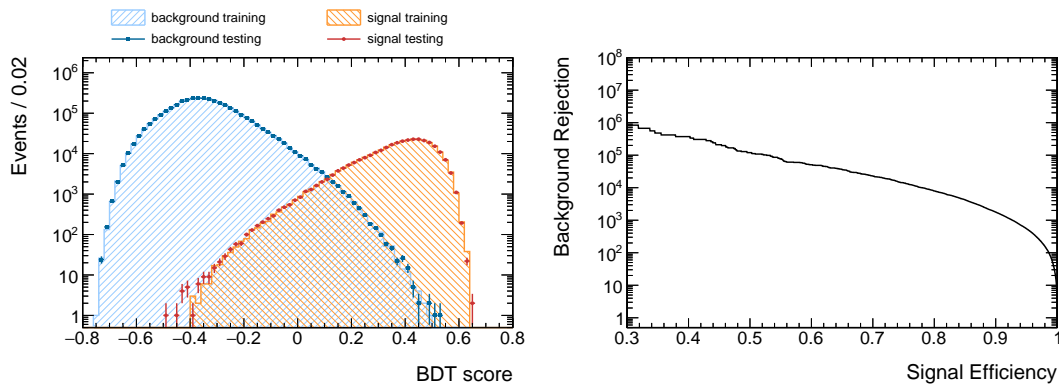 background training
signal training
background testing
signal testing
Events / 0.02
10⁶
10⁵
10⁴
10³
10²
10
1
−0.8 −0.6 −0.4 −0.2 0 0.2 0.4 0.6 0.8
BDT score
Background Rejection
10⁸
10⁷
10⁶
10⁵
10⁴
10³
10²
10
1
0.3 0.4 0.5 0.6 0.7 0.8 0.9 1
Signal Efficiency